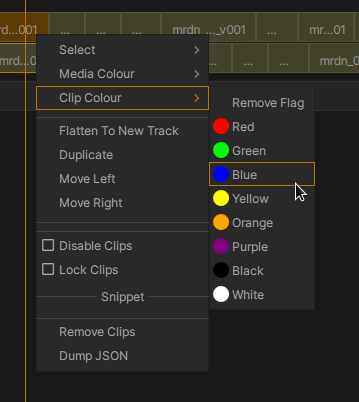 rd...001 ... ... mrdn ..._v001 ... mr...01
mrd... ... ... ... mrdn_0
Select
Media Colour
Clip Colour
Remove Flag
Red
Green
Blue
Yellow
Orange
Purple
Black
White
Flatten To New Track
Duplicate
Move Left
Move Right
Disable Clips
Lock Clips
Snippet
Remove Clips
Dump JSON